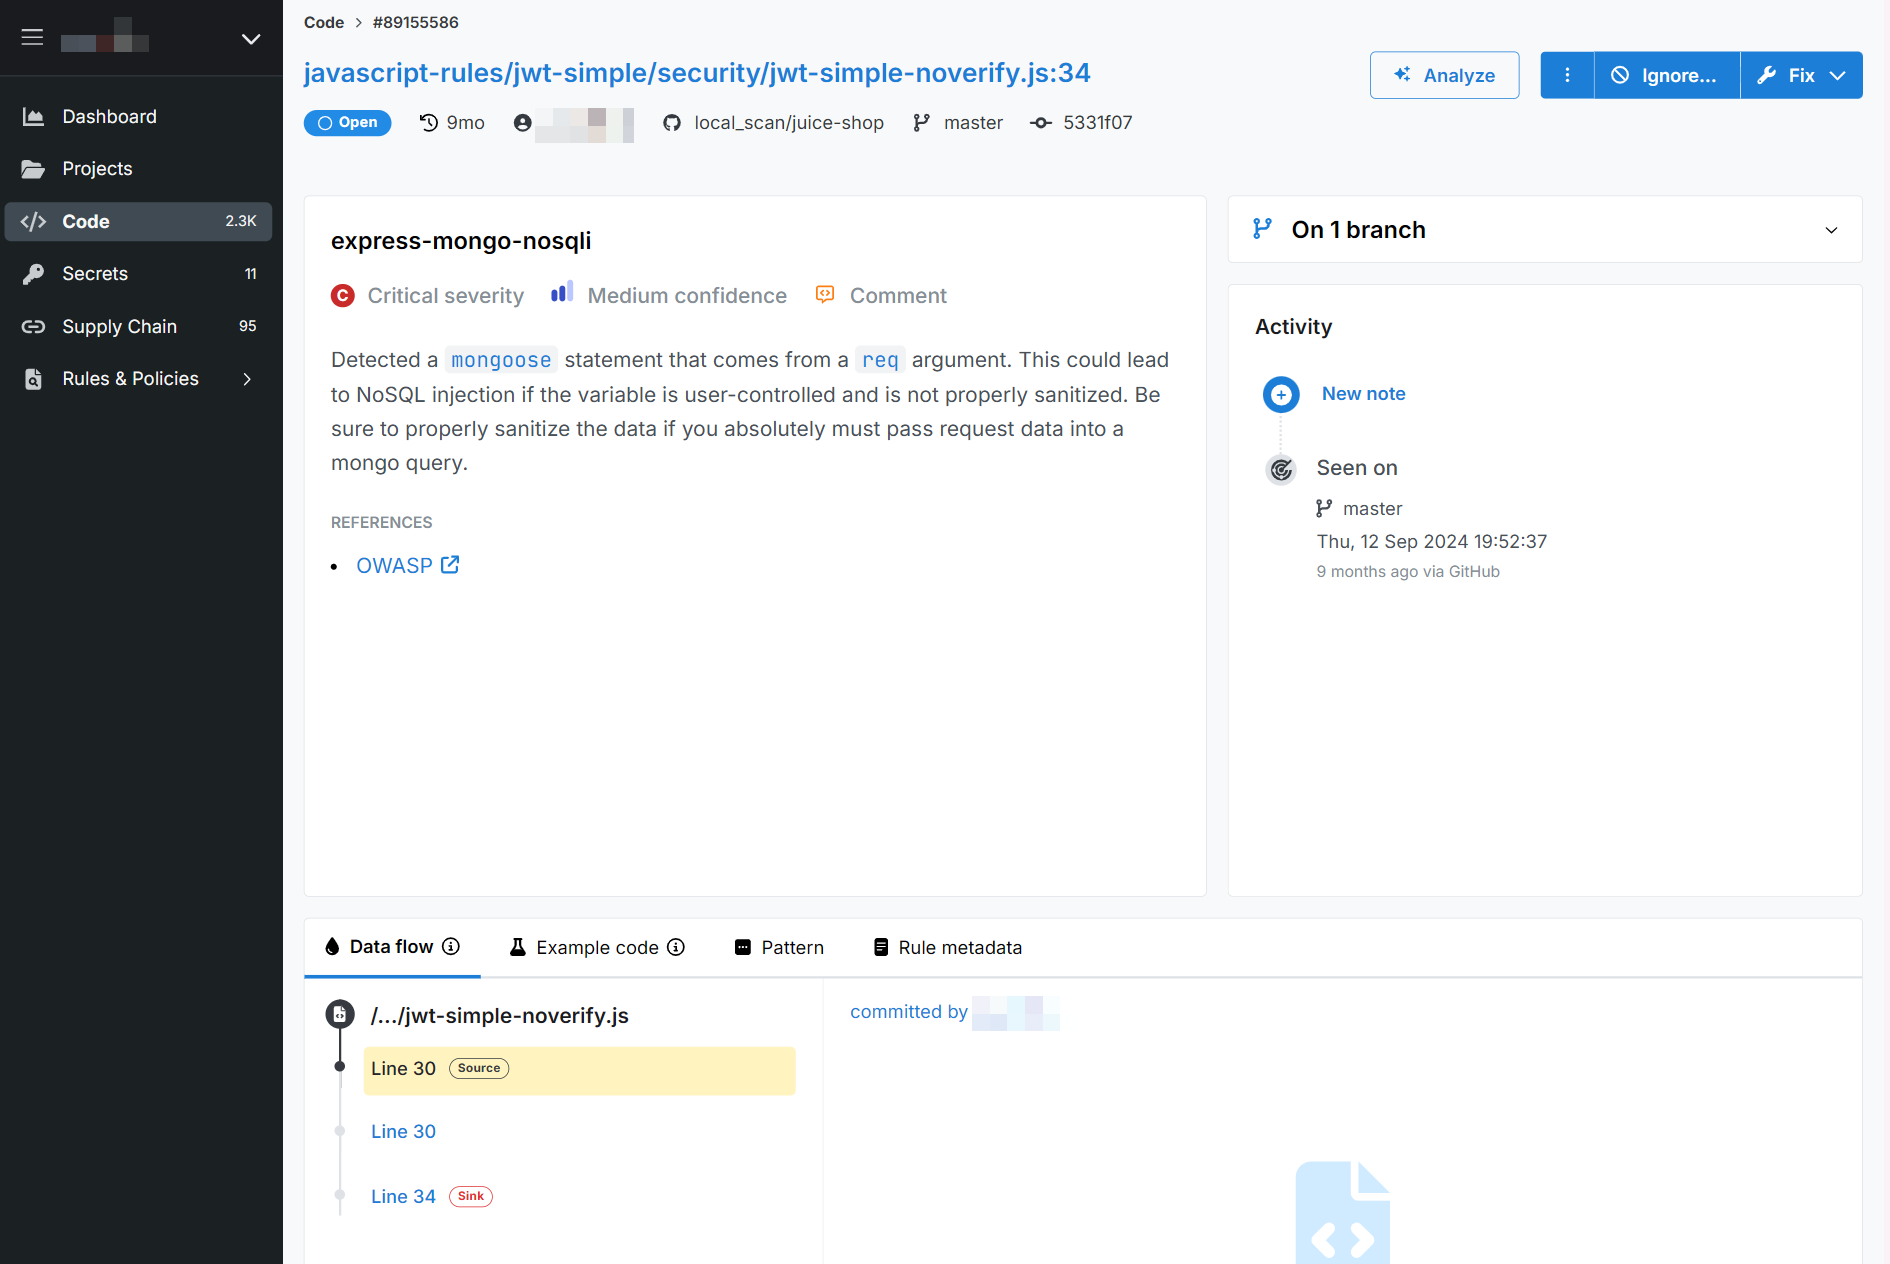 Code > #89155586
javascript-rules/jwt-simple/security/jwt-simple-noverify.js:34
Analyze
Ignore...
Fix
Open
9mo
local_scan/juice-shop
master
5331f07
Dashboard
Projects
Code 2.3K
Secrets 11
Supply Chain 95
Rules & Policies
express-mongo-nosqli
C Critical severity
Medium confidence
Comment
Detected a mongoose statement that comes from a req argument. This could lead
to NoSQL injection if the variable is user-controlled and is not properly sanitized. Be
sure to properly sanitize the data if you absolutely must pass request data into a
mongo query.
REFERENCES
• OWASP
On 1 branch
Activity
New note
Seen on
master
Thu, 12 Sep 2024 19:52:37
9 months ago via GitHub
Data flow
Example code
Pattern
Rule metadata
/.../jwt-simple-noverify.js
Line 30 Source
Line 30
Line 34 Sink
committed by